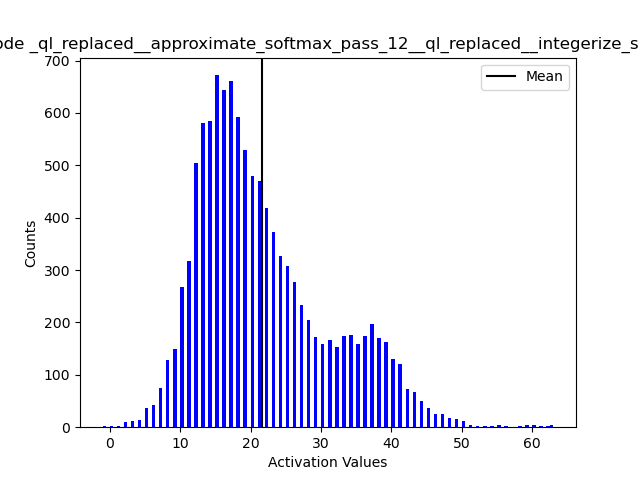 ode _ql_replaced__approximate_softmax_pass_12__ql_replaced__integerize_s
700
600
500
400
300
200
100
0
Counts
Mean
0 10 20 30 40 50 60
Activation Values